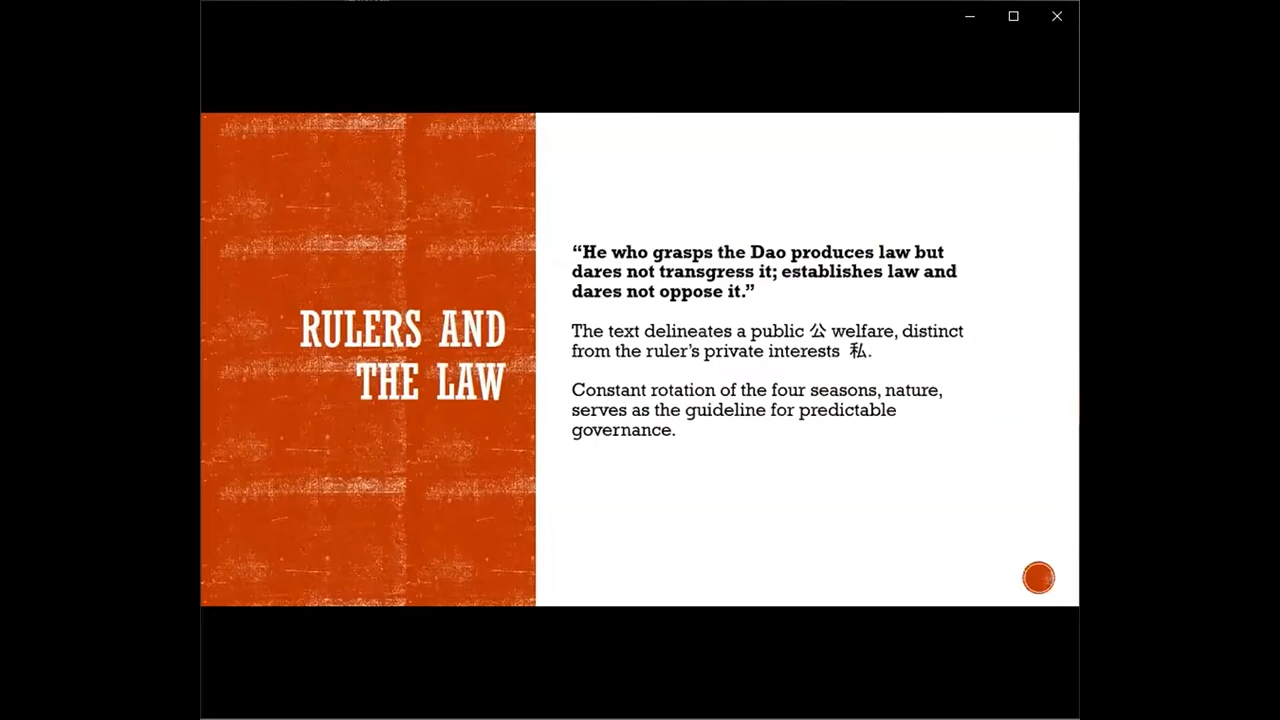 RULERS AND
THE LAW
“He who grasps the Dao produces law but
dares not transgress it; establishes law and
dares not oppose it.”
The text delineates a public 公 welfare, distinct
from the ruler’s private interests 私.
Constant rotation of the four seasons, nature,
serves as the guideline for predictable
governance.